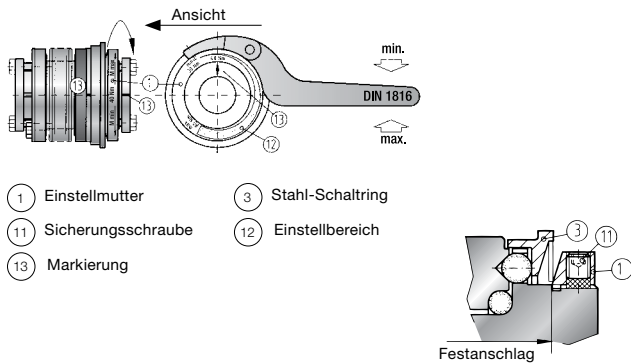 Ansicht
min.
DIN 1816
max.
13
1
13
13
12
1 Einstellmutter
3 Stahl-Schaltring
11 Sicherungsschraube
12 Einstellbereich
13 Markierung
3
11
1
Festanschlag